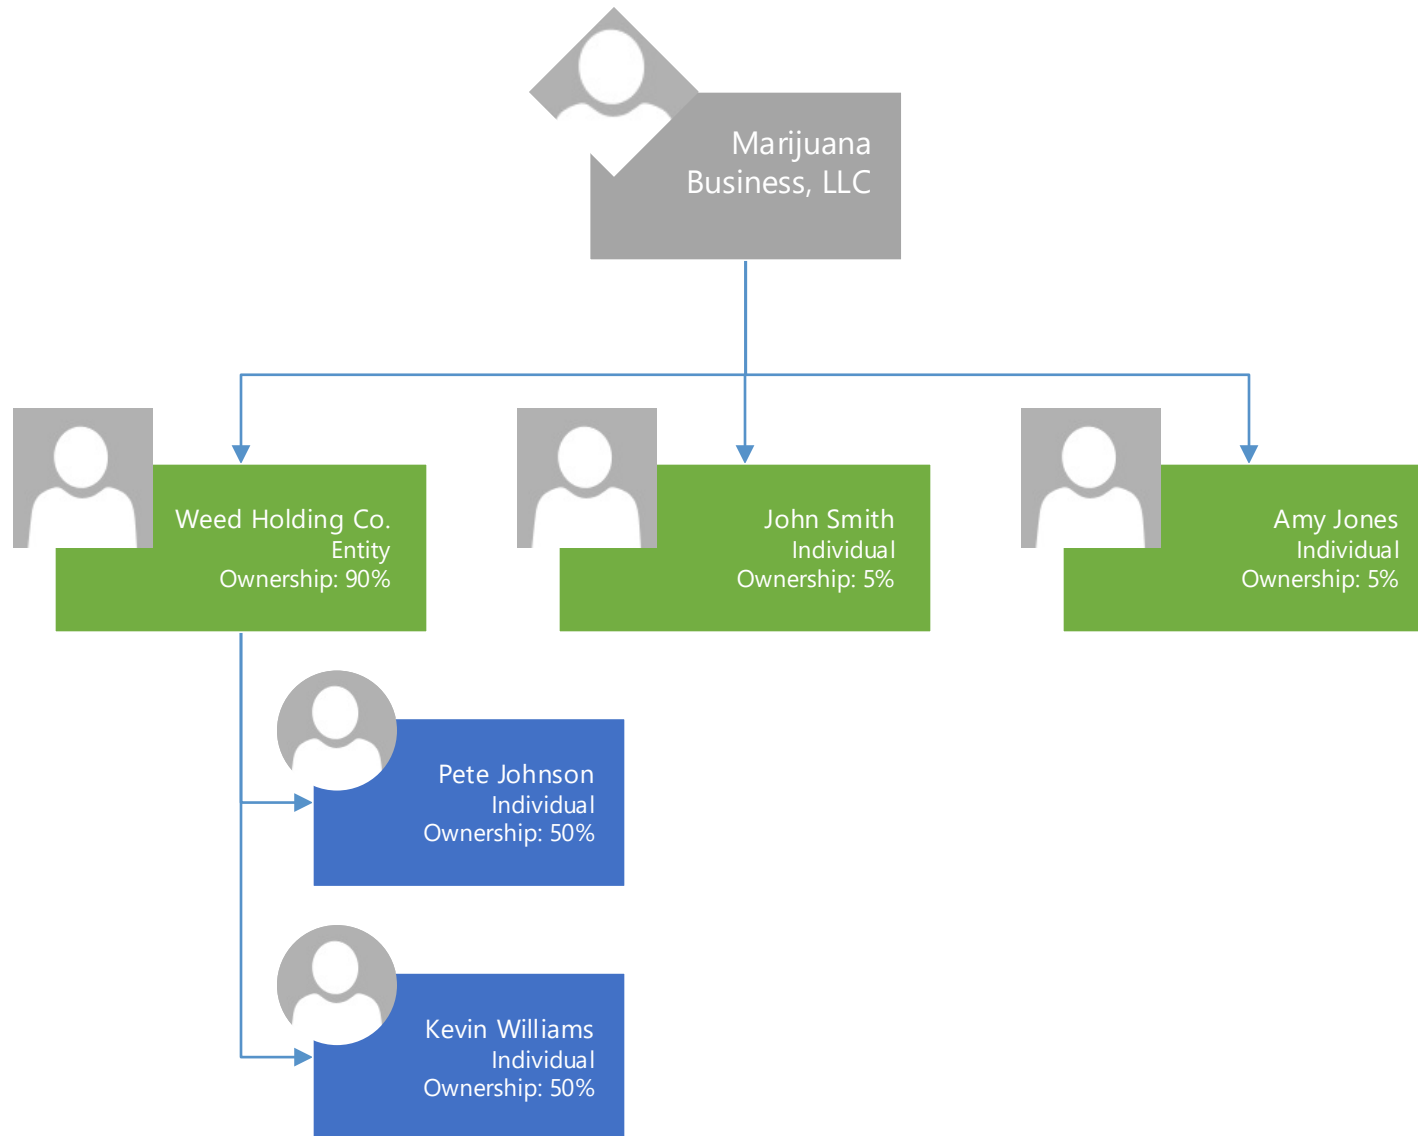 Marijuana
Business, LLC
Weed Holding Co.
Entity
Ownership: 90%
John Smith
Individual
Ownership: 5%
Amy Jones
Individual
Ownership: 5%
Pete Johnson
Individual
Ownership: 50%
Kevin Williams
Individual
Ownership: 50%